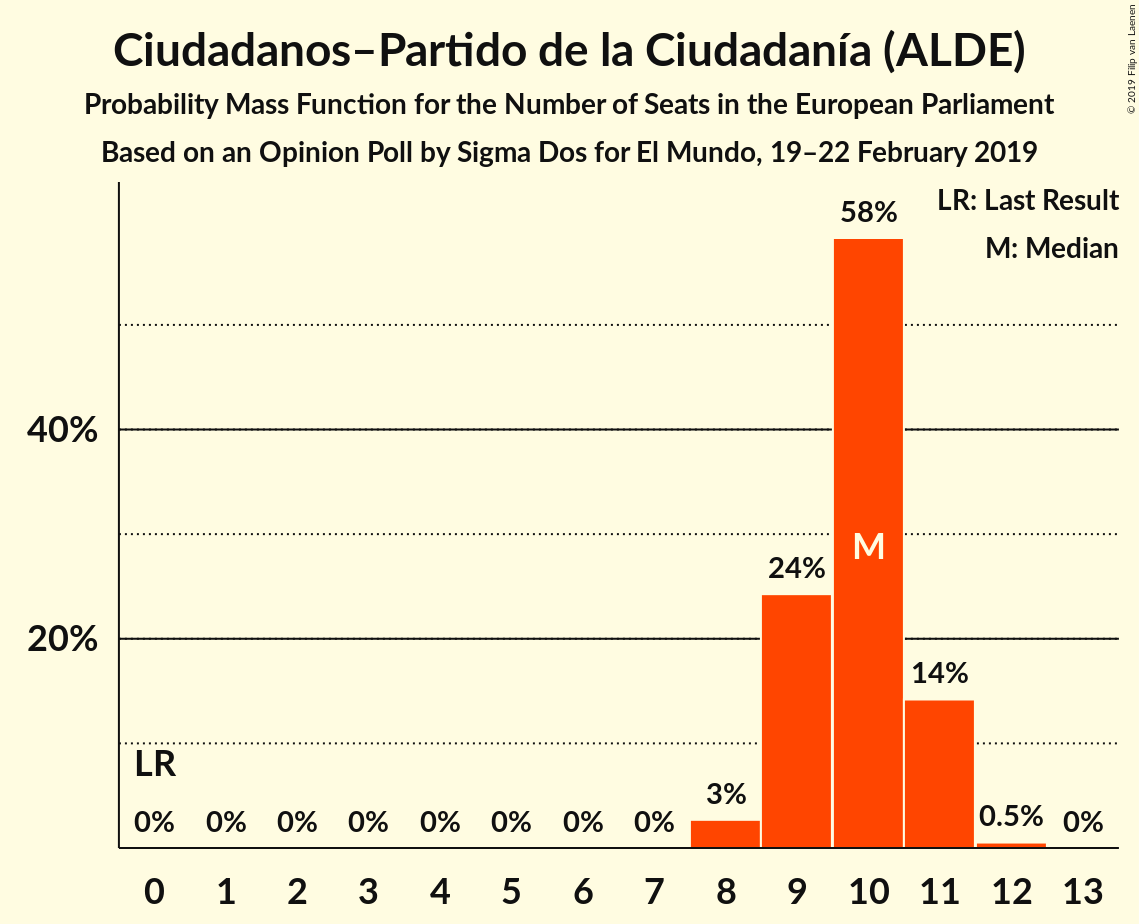 Ciudadanos–Partido de la Ciudadanía (ALDE)
Probability Mass Function for the Number of Seats in the European Parliament
Based on an Opinion Poll by Sigma Dos for El Mundo, 19–22 February 2019
© 2019 Filip van Laenen
LR: Last Result
M: Median
58%
40%
M
24%
20%
14%
LR
3%
0% 0% 0% 0% 0% 0% 0% 0% 0.5% 0%
0 1 2 3 4 5 6 7 8 9 10 11 12 13